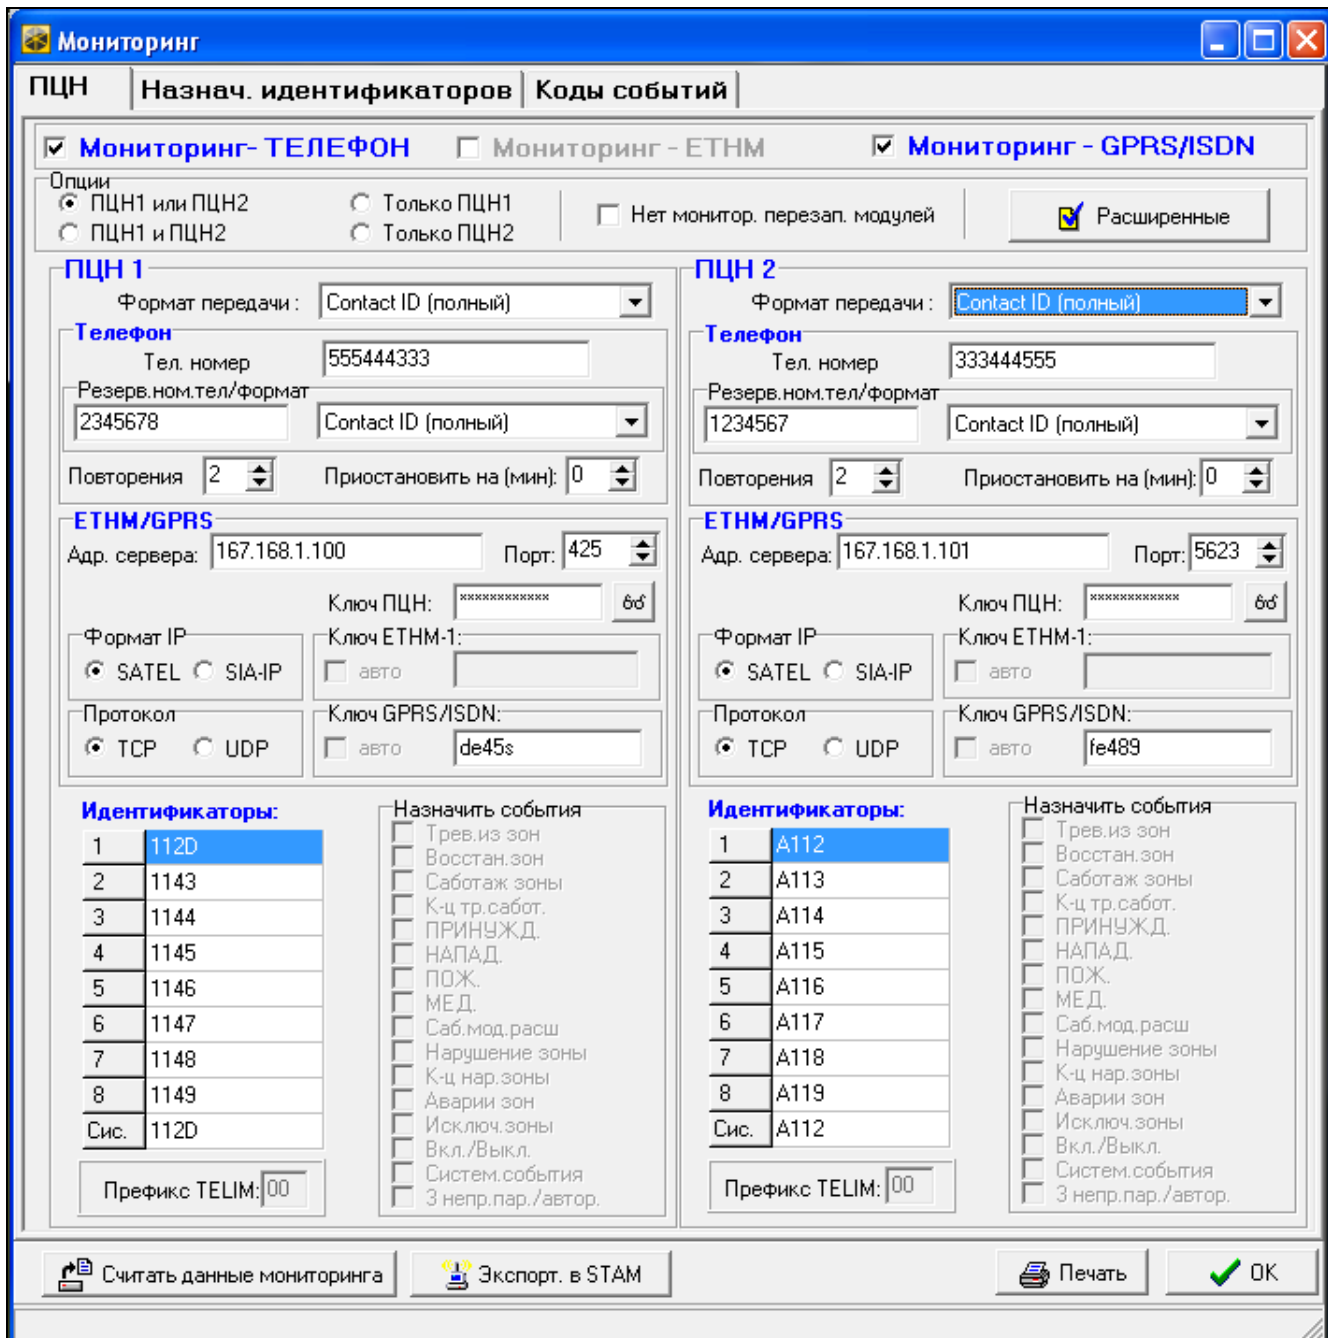 Мониторинг
ПЦН Назнач. идентификаторов Коды событий
Мониторинг- ТЕЛЕФОН Мониторинг - ETHM Мониторинг - GPRS/ISDN
Опции
ПЦН1 или ПЦН2 Только ПЦН1
ПЦН1 и ПЦН2 Только ПЦН2
Нет монитор. перезап. модулей
Расширенные
ПЦН 1
Формат передачи : Contact ID (полный)
Телефон
Тел. номер 555444333
Резерв.ном.тел/формат
2345678 Contact ID (полный)
Повторения 2 Приостановить на (мин): 0
ETHM/GPRS
Адр. сервера: 167.168.1.100 Порт: 425
Ключ ПЦН: ************
Формат IP
SATEL SIA-IP
Ключ ETHM-1:
авто
Протокол
TCP UDP
Ключ GPRS/ISDN:
авто de45s
Идентификаторы:
1 112D
2 1143
3 1144
4 1145
5 1146
6 1147
7 1148
8 1149
Сис. 112D
Префикс TELIM: 00
Назначить события
Трев.из зон
Восстан.зон
Саботаж зоны
К-ц тр.сабот.
ПРИНУЖД.
НАПАД.
ПОЖ.
МЕД.
Саб.мод.расш
Нарушение зоны
К-ц нар.зоны
Аварии зон
Исключ.зоны
Вкл./Выкл.
Систем.события
3 непр.пар./автор.
ПЦН 2
Формат передачи : Contact ID (полный)
Телефон
Тел. номер 333444555
Резерв.ном.тел/формат
1234567 Contact ID (полный)
Повторения 2 Приостановить на (мин): 0
ETHM/GPRS
Адр. сервера: 167.168.1.101 Порт: 5623
Ключ ПЦН: ************
Формат IP
SATEL SIA-IP
Ключ ETHM-1:
авто
Протокол
TCP UDP
Ключ GPRS/ISDN:
авто fe489
Идентификаторы:
1 A112
2 A113
3 A114
4 A115
5 A116
6 A117
7 A118
8 A119
Сис. A112
Префикс TELIM: 00
Назначить события
Трев.из зон
Восстан.зон
Саботаж зоны
К-ц тр.сабот.
ПРИНУЖД.
НАПАД.
ПОЖ.
МЕД.
Саб.мод.расш
Нарушение зоны
К-ц нар.зоны
Аварии зон
Исключ.зоны
Вкл./Выкл.
Систем.события
3 непр.пар./автор.
Считать данные мониторинга Экспорт. в STAM Печать OK